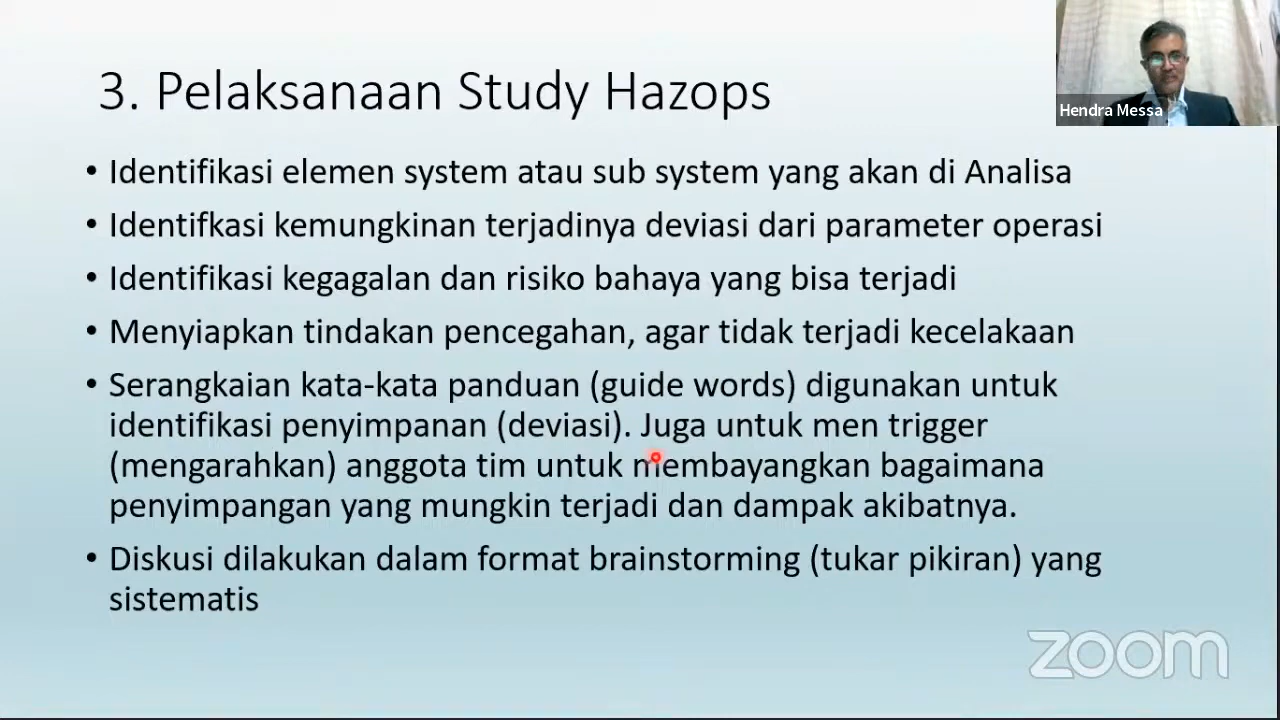 3. Pelaksanaan Study Hazops
Hendra Messa
• Identifikasi elemen system atau sub system yang akan di Analisa
• Identifkasi kemungkinan terjadinya deviasi dari parameter operasi
• Identifikasi kegagalan dan risiko bahaya yang bisa terjadi
• Menyiapkan tindakan pencegahan, agar tidak terjadi kecelakaan
• Serangkaian kata-kata panduan (guide words) digunakan untuk
identifikasi penyimpanan (deviasi). Juga untuk men trigger
(mengarahkan) anggota tim untuk membayangkan bagaimana
penyimpangan yang mungkin terjadi dan dampak akibatnya.
• Diskusi dilakukan dalam format brainstorming (tukar pikiran) yang
sistematis
zoom